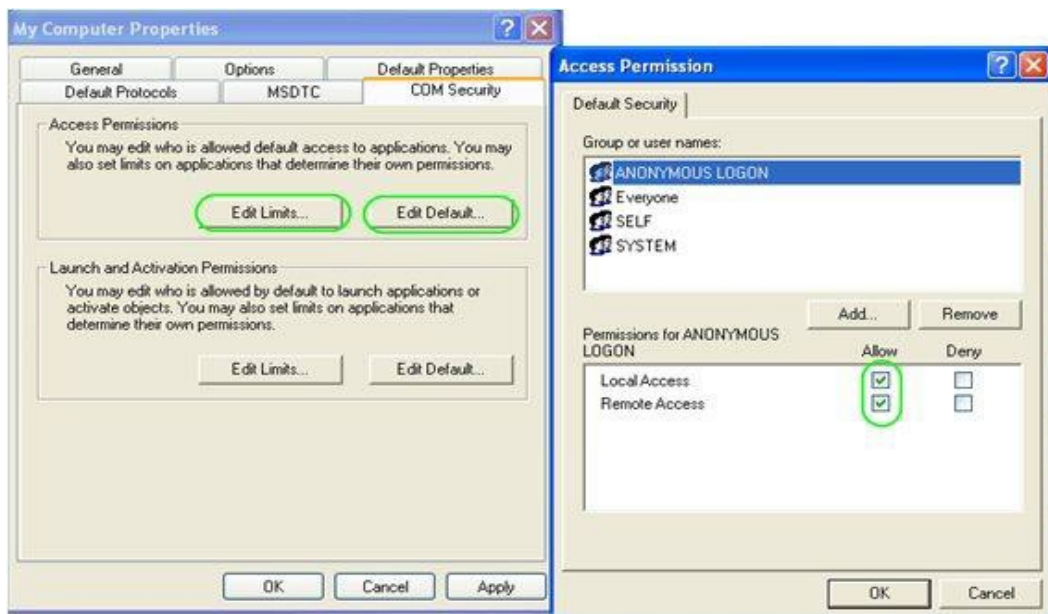 My Computer Properties
General Options Default Properties
Default Protocols MSDTC COM Security
Access Permissions
You may edit who is allowed default access to applications. You may
also set limits on applications that determine their own permissions.
Edit Limits... Edit Default...
Launch and Activation Permissions
You may edit who is allowed by default to launch applications or
activate objects. You may also set limits on applications that
determine their own permissions.
Edit Limits... Edit Default...
OK Cancel Apply
Access Permission
Default Security
Group or user names:
ANONYMOUS LOGON
Everyone
SELF
SYSTEM
Add... Remove
Permissions for ANONYMOUS
LOGON Allow Deny
Local Access
Remote Access
OK Cancel